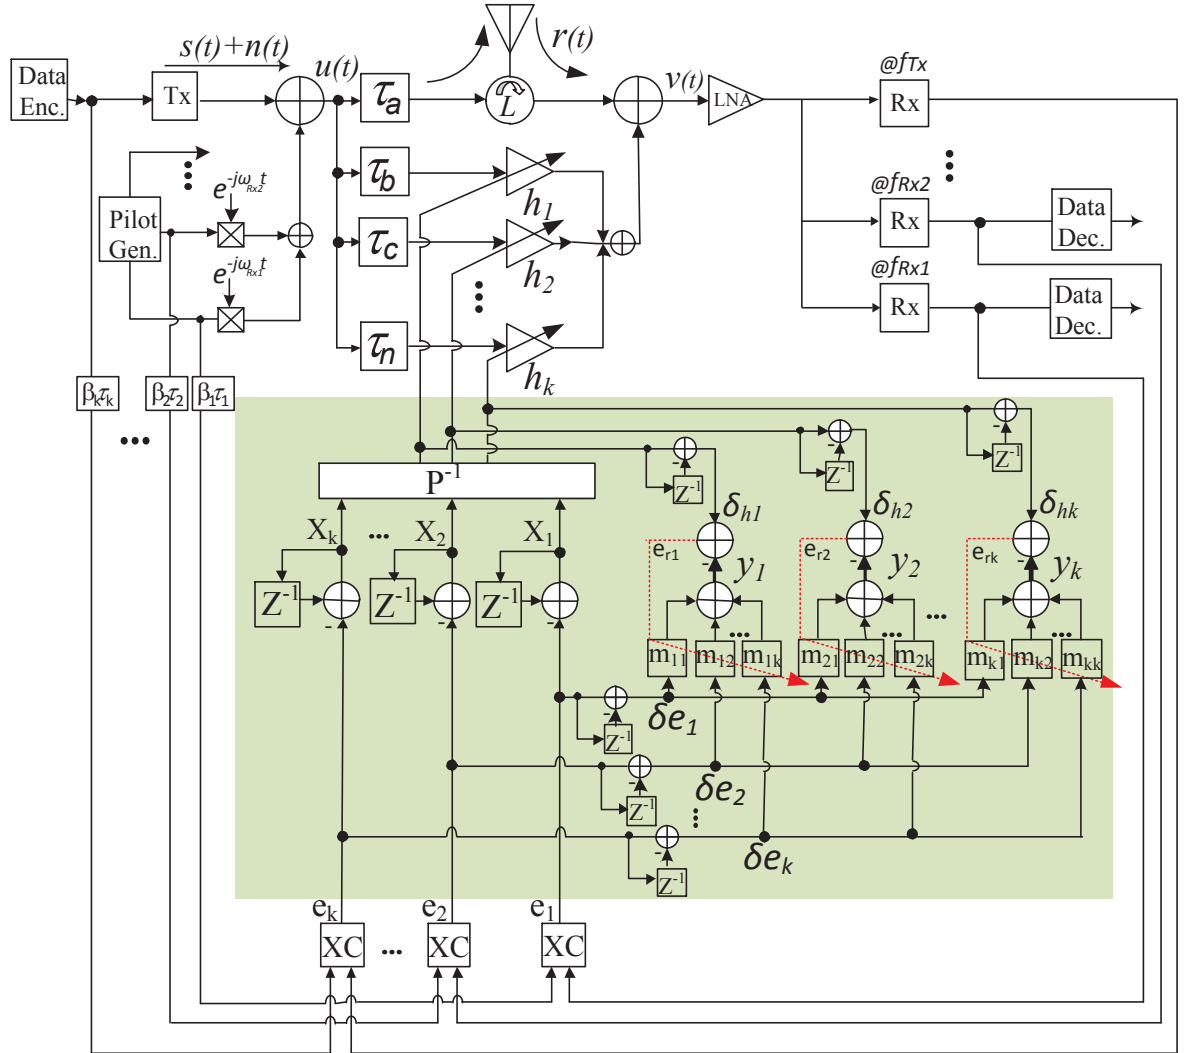 s(t)+n(t)
r(t)
Data
Enc.
Tx
u(t)
τa
L
v(t)
LNA
@fTx
Rx
e-jωRx2t
τb
h1
@fRx2
Rx
Data
Dec.
Pilot
Gen.
τc
h2
e-jωRx1t
@fRx1
Rx
Data
Dec.
τn
hk
βkτk
β2τ2
β1τ1
...
P-1
Z-1
Z-1
Z-1
δh1
δh2
δhk
Xk
...
X2
X1
er1
er2
erk
y1
y2
yk
Z-1
Z-1
Z-1
...
...
...
m11
m12
m1k
m21
m22
m2k
mk1
mk2
mkk
δe1
Z-1
δe2
Z-1
δek
Z-1
ek
e2
e1
XC
...
XC
XC